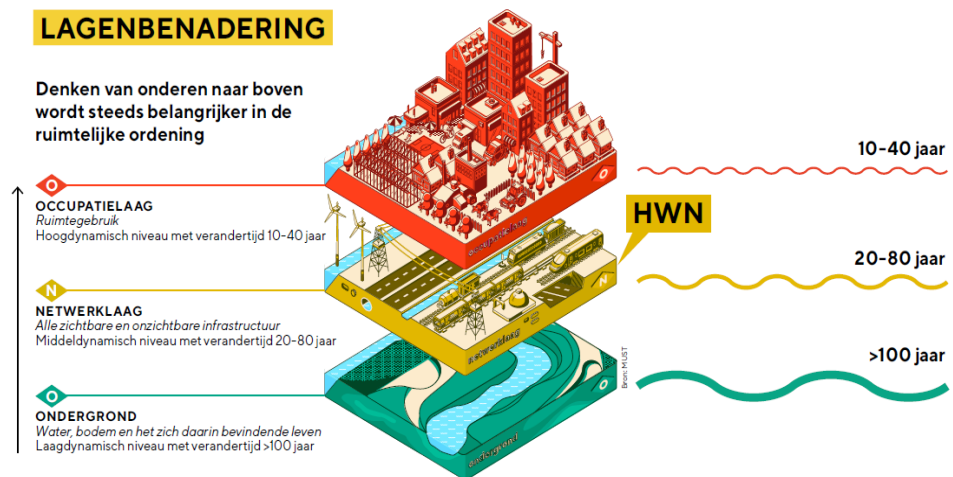 LAGENBENADERING
Denken van onderen naar boven
wordt steeds belangrijker in de
ruimtelijke ordening
O
OCCUPATIELAAG
Ruimtegebruik
Hoogdynamisch niveau met verandertijd 10-40 jaar
N
NETWERKLAAG
Alle zichtbare en onzichtbare infrastructuur
Middeldynamisch niveau met verandertijd 20-80 jaar
O
ONDERGROND
Water, bodem en het zich daarin bevindende leven
Laagdynamisch niveau met verandertijd >100 jaar
occupatielaag
O
netwerklaag
N
ondergrond
O
Bron: MUST
HWN
10-40 jaar
20-80 jaar
>100 jaar